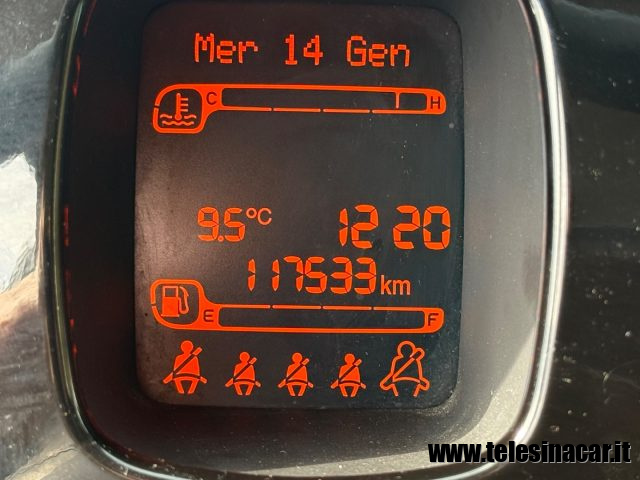 Mer 14 Gen
C H
9.5°C 12 20
117533 km
E F
www.telesinacar.it